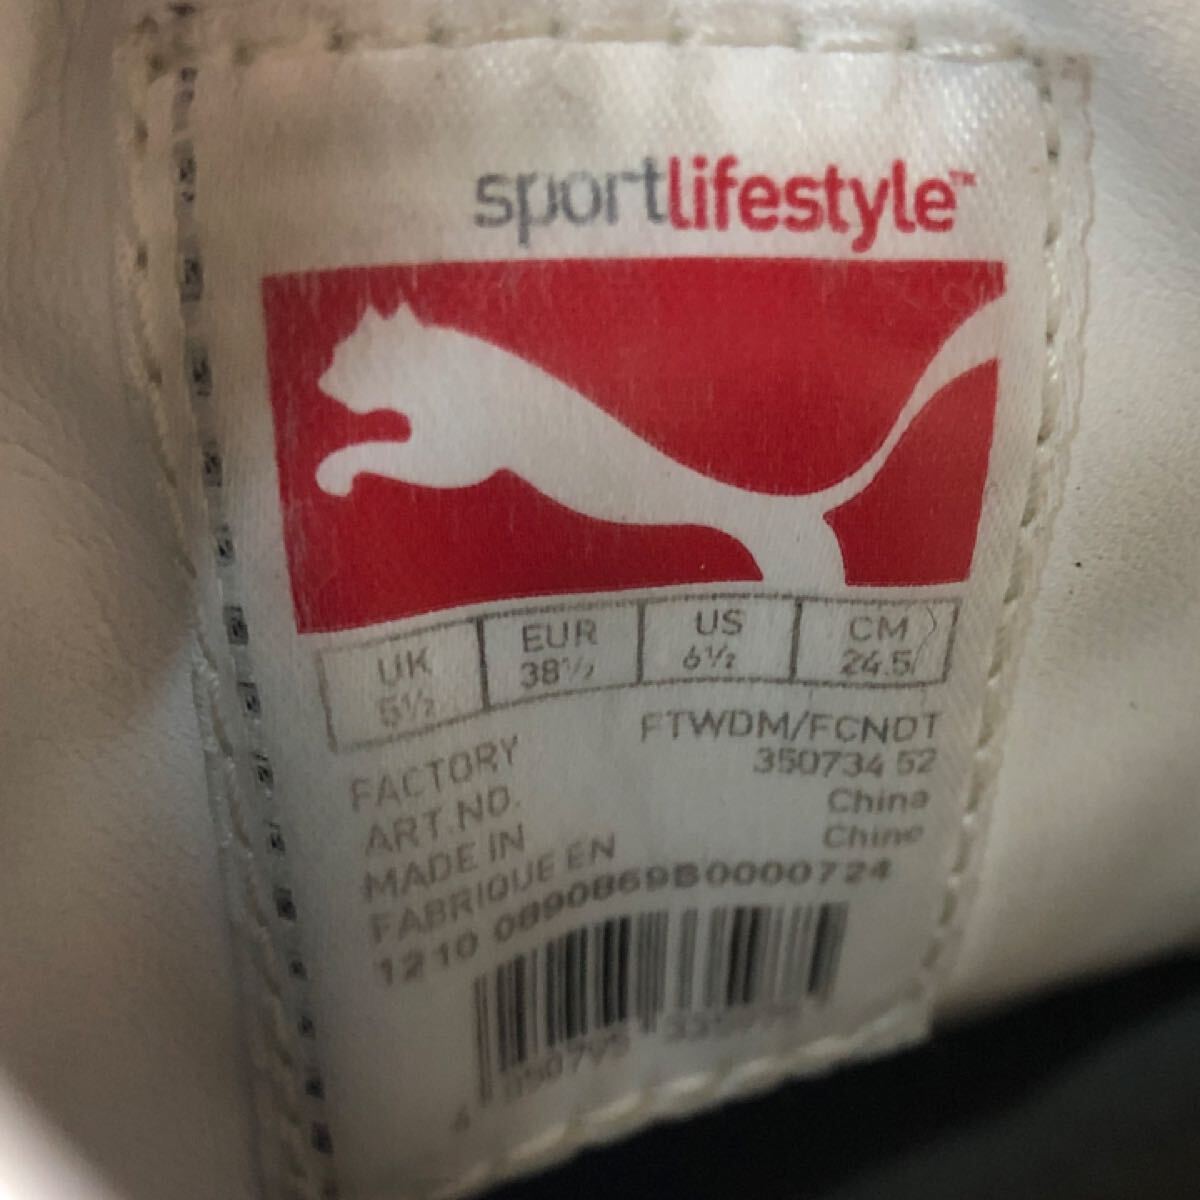 sportlifestyle™
UK EUR US CM
5½ 38½ 6½ 24.5
FACTORY FTWDM/FCNDT
ART.NO. 350734 52
MADE IN China
FABRIQUE EN Chine
1210 0890869B0000724